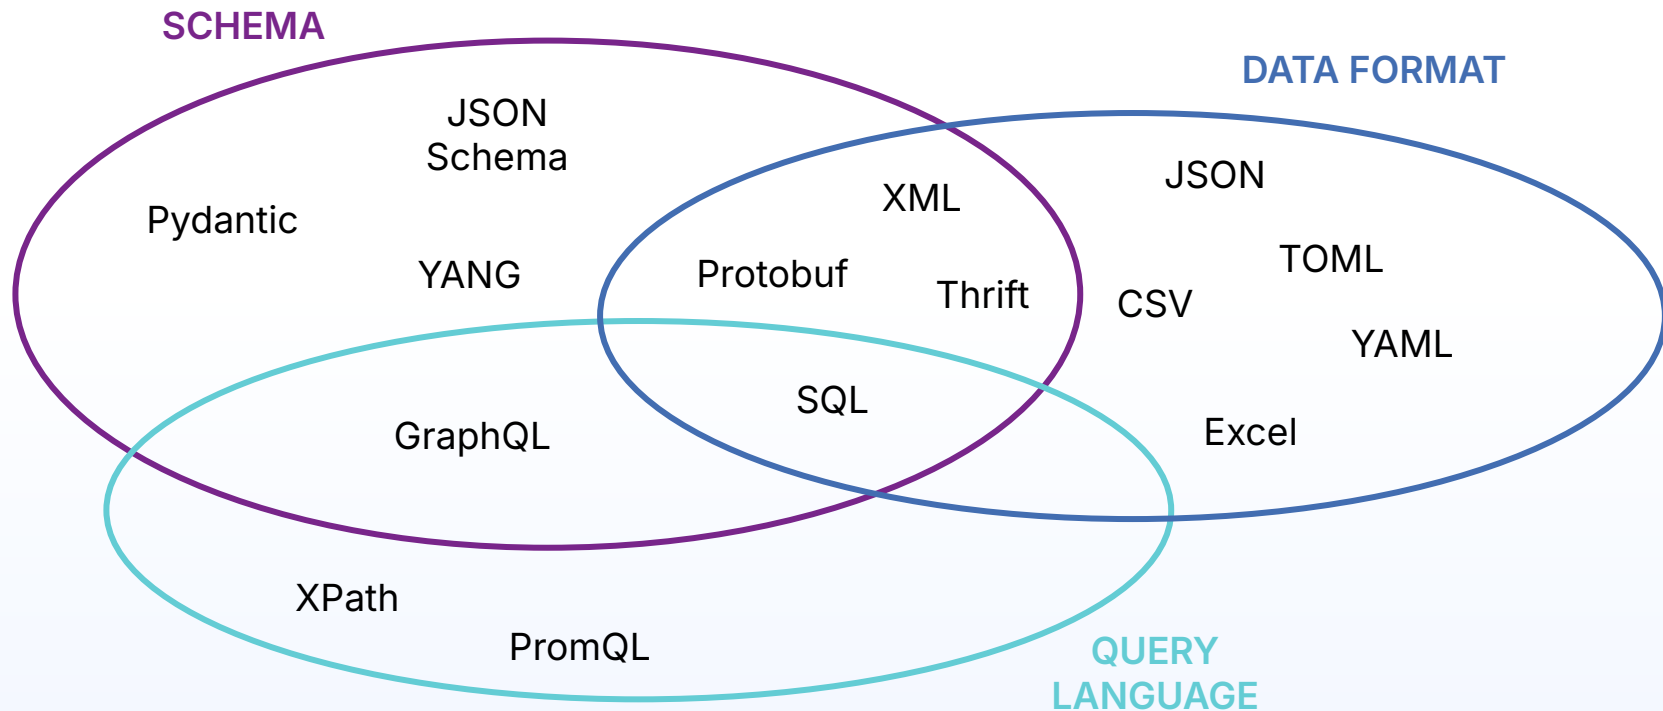 SCHEMA
DATA FORMAT
JSON
Schema
Pydantic
YANG
XML
Protobuf
Thrift
JSON
TOML
CSV
YAML
Excel
SQL
GraphQL
XPath
PromQL
QUERY
LANGUAGE